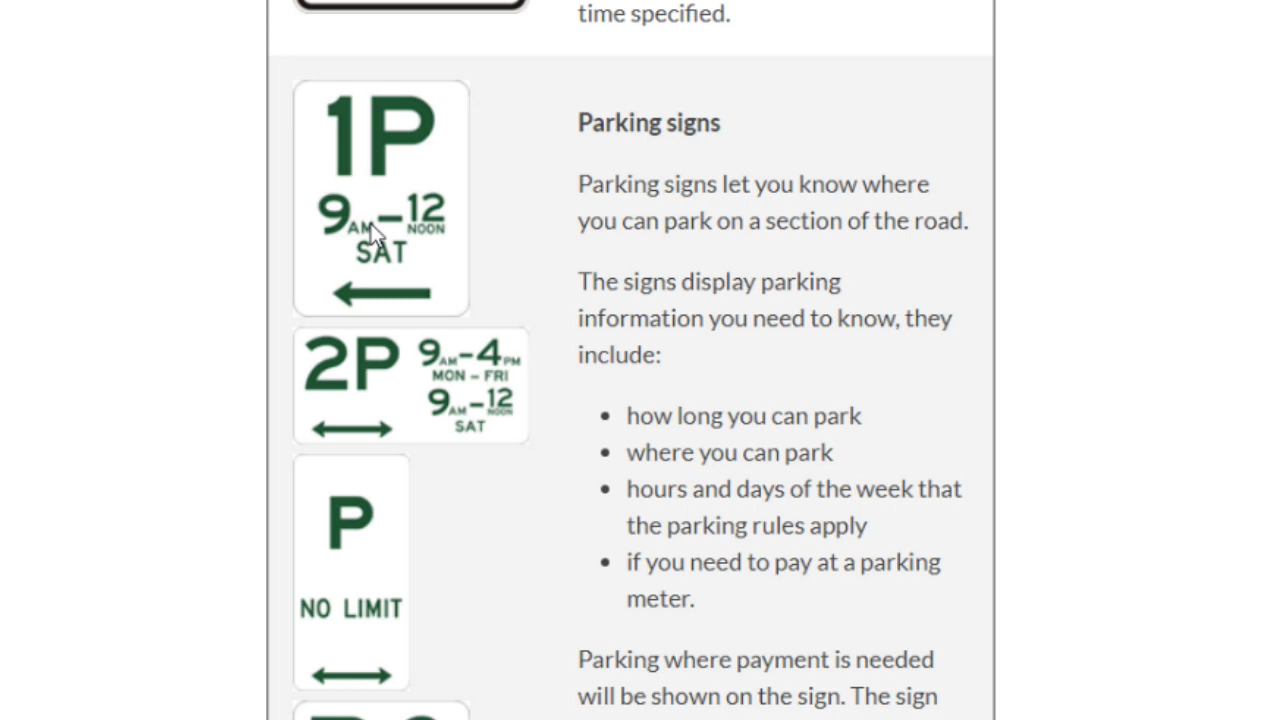 time specified.
1P
9AM-12NOON
SAT
2P
9AM-4PM
MON - FRI
9AM-12NOON
SAT
P
NO LIMIT
Parking signs
Parking signs let you know where
you can park on a section of the road.
The signs display parking
information you need to know, they
include:
• how long you can park
• where you can park
• hours and days of the week that
the parking rules apply
• if you need to pay at a parking
meter.
Parking where payment is needed
will be shown on the sign. The sign